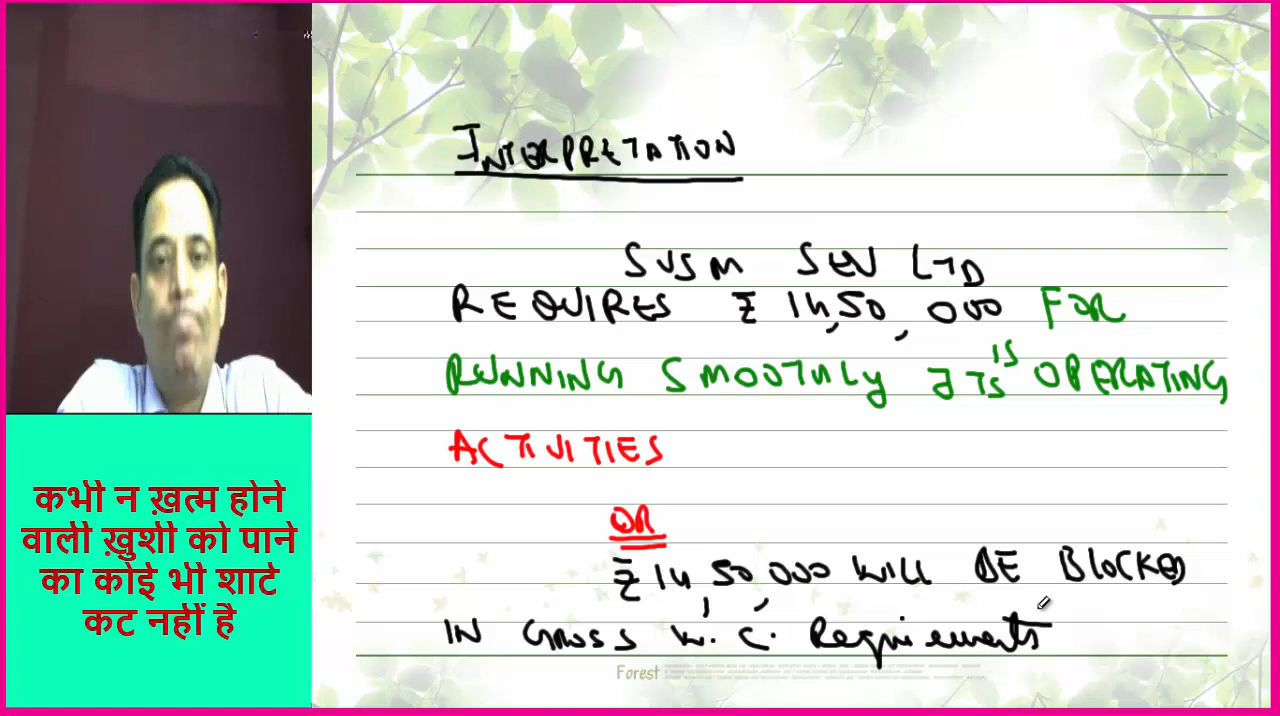 INTERPRETATION
SUSM SEN LTD
REQUIRES ₹ 14,50,000 FOR
RUNNING SMOOTHLY ITS OPERATING
ACTIVITIES
OR
₹ 14,50,000 WILL BE BLOCKED
IN GROSS W.C. Requirements
Forest
कभी न ख़त्म होने
वाली ख़ुशी को पाने
का कोई भी शार्ट
कट नहीं है